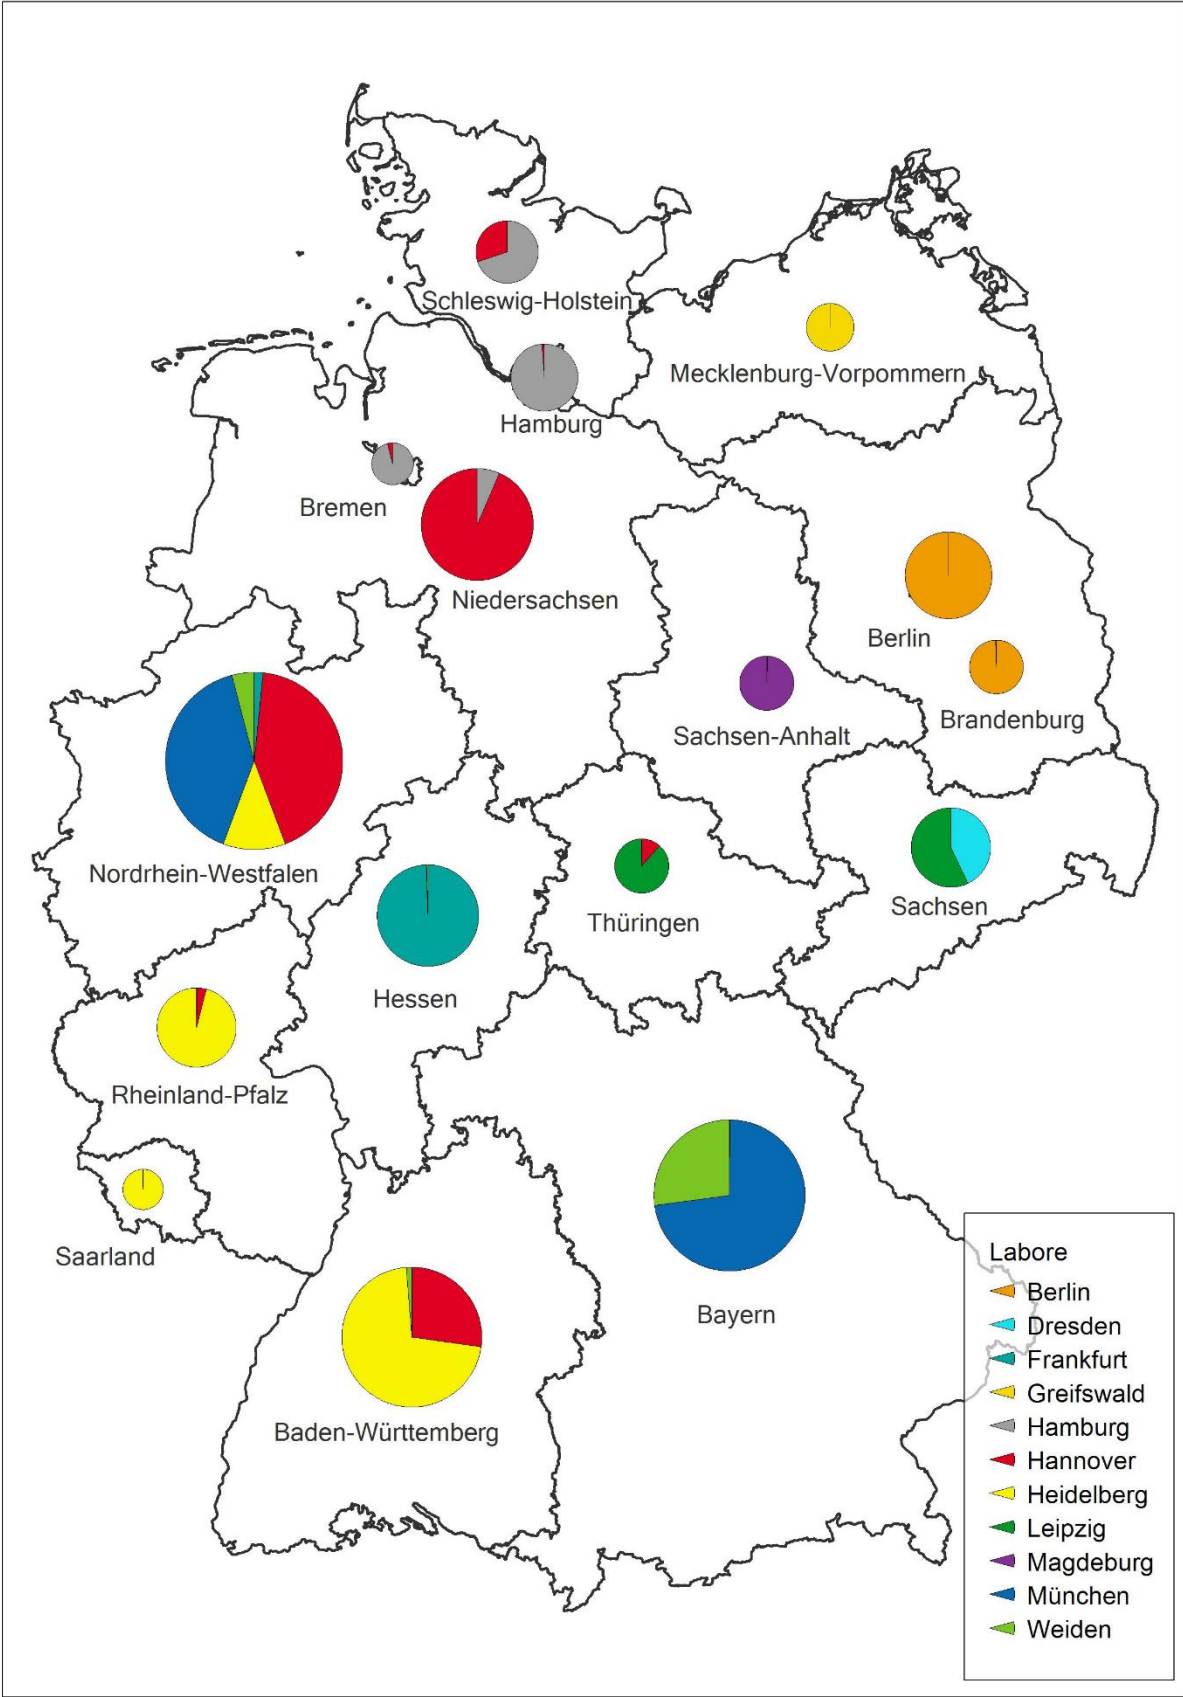 Schleswig-Holstein
Mecklenburg-Vorpommern
Hamburg
Bremen
Niedersachsen
Berlin
Brandenburg
Sachsen-Anhalt
Nordrhein-Westfalen
Sachsen
Thüringen
Hessen
Rheinland-Pfalz
Saarland
Bayern
Baden-Württemberg
Labore
Berlin
Dresden
Frankfurt
Greifswald
Hamburg
Hannover
Heidelberg
Leipzig
Magdeburg
München
Weiden